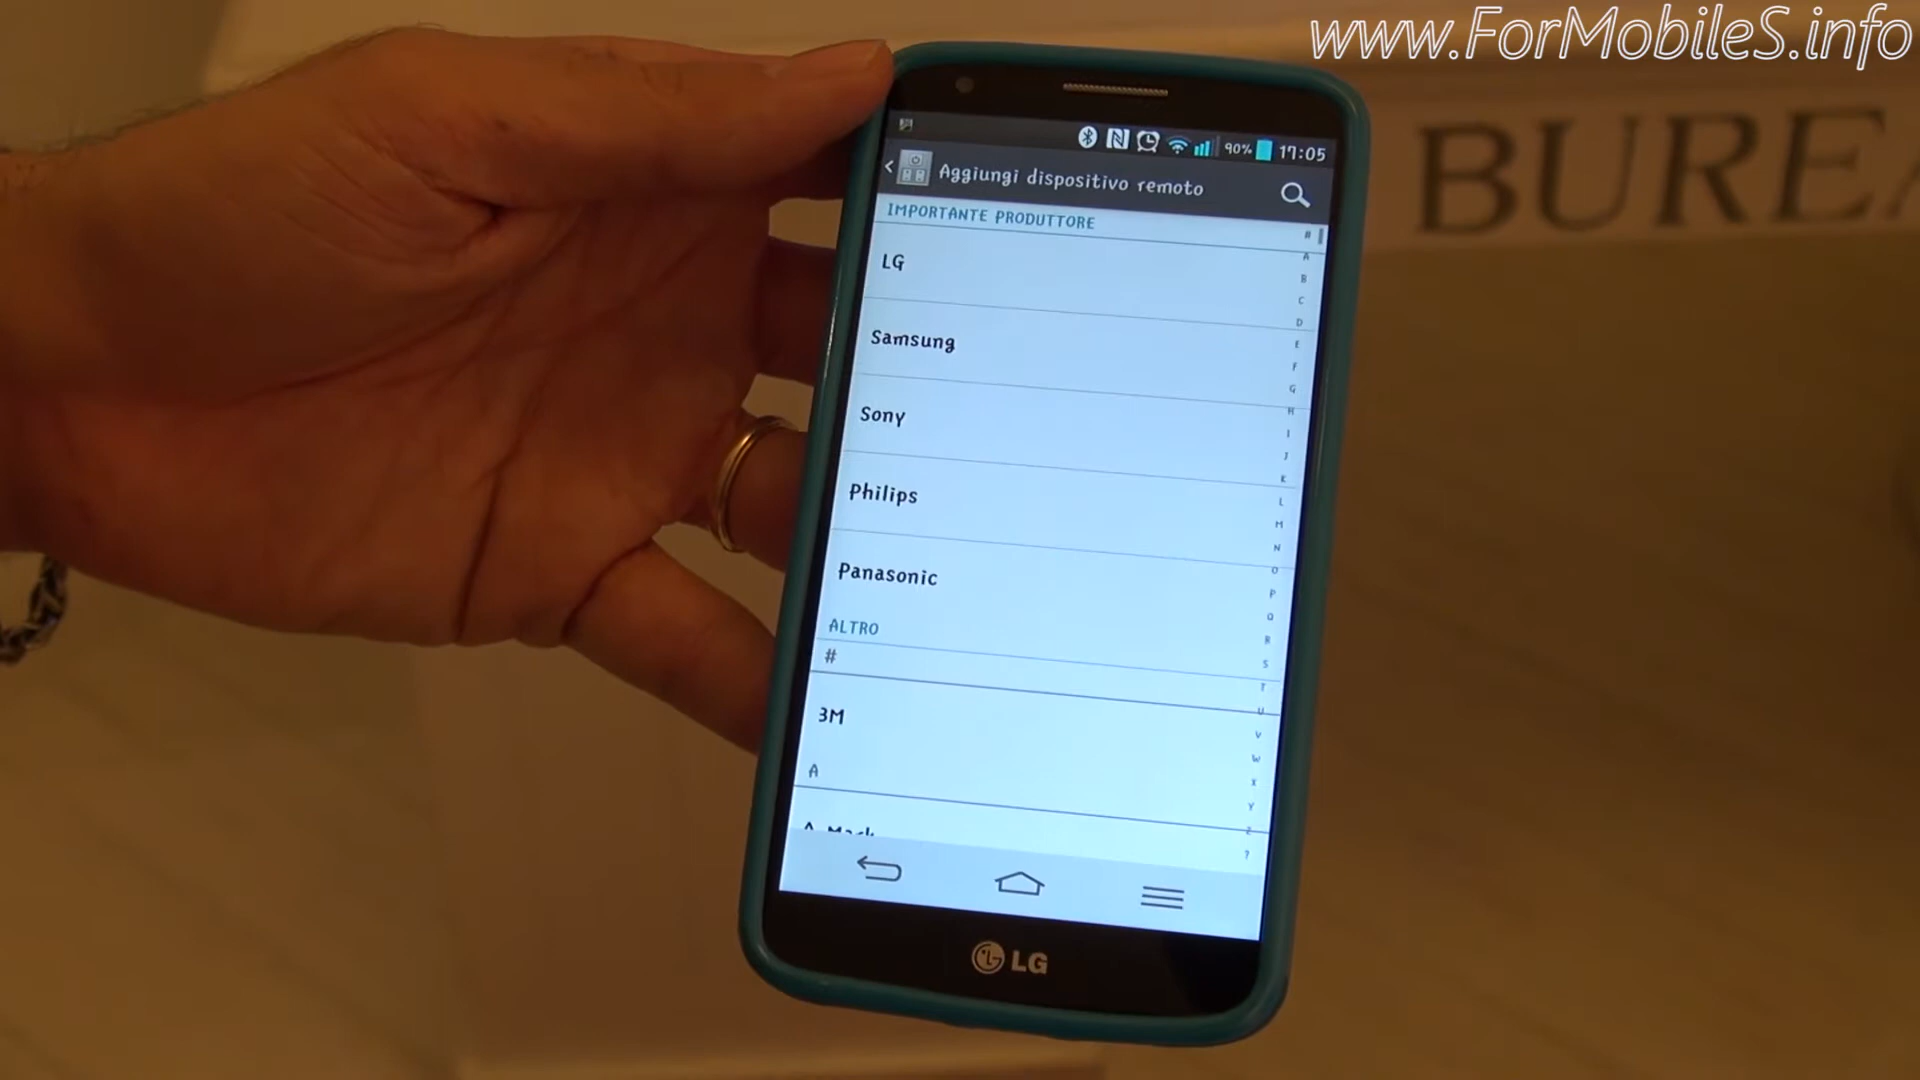 www.ForMobileS.info
BUREA
90% 17:05
Aggiungi dispositivo remoto
IMPORTANTE PRODUTTORE
LG
Samsung
Sony
Philips
Panasonic
ALTRO
#
3M
A
#
A
B
C
D
E
F
G
H
I
J
K
L
M
N
O
P
Q
R
S
T
U
V
W
X
Y
Z
?
LG